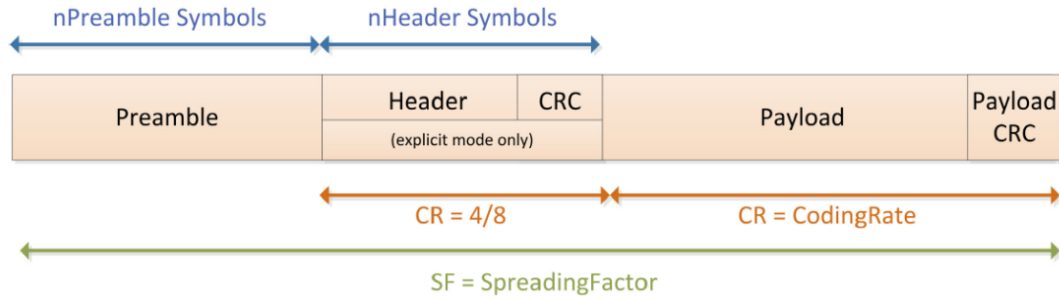 nPreamble Symbols
nHeader Symbols
Preamble
Header
CRC
(explicit mode only)
Payload
Payload
CRC
CR = 4/8
CR = CodingRate
SF = SpreadingFactor